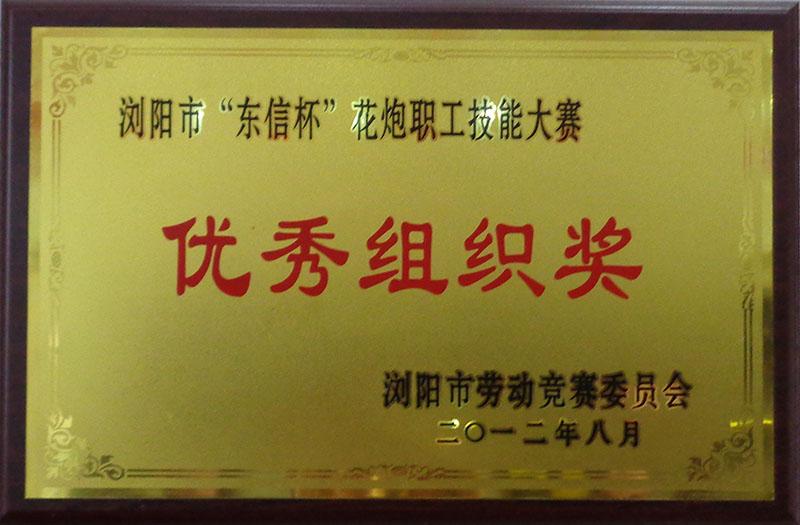 浏阳市“东信杯”花炮职工技能大赛
优秀组织奖
浏阳市劳动竞赛委员会
二〇一二年八月